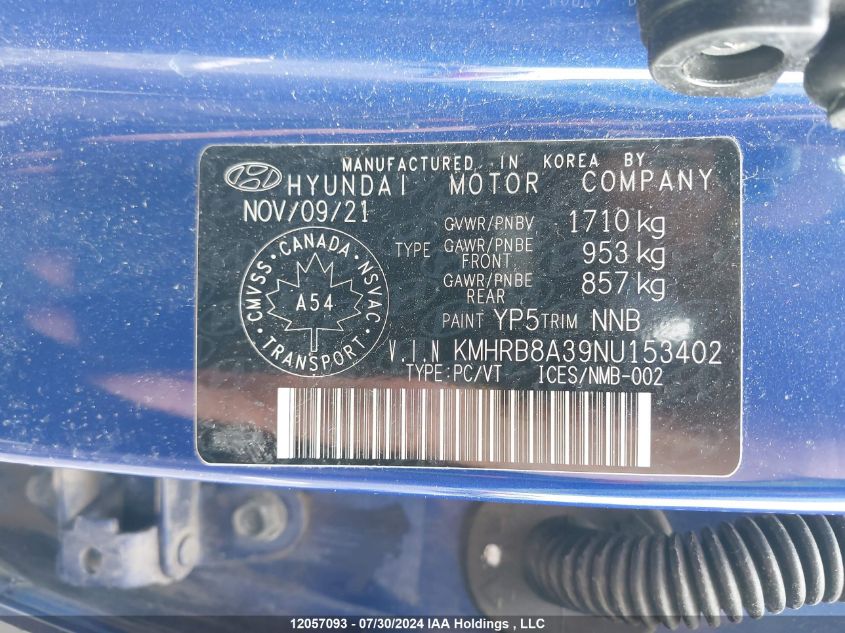 MANUFACTURED IN KOREA BY
HYUNDAI MOTOR COMPANY
NOV/09/21
GVWR/PNBV 1710 kg
TYPE GAWR/PNBE FRONT 953 kg
GAWR/PNBE REAR 857 kg
PAINT YP5 TRIM NNB
CMVSS · CANADA · NSVAC · TRANSPORT ·
A54
V.I.N KMHRB8A39NU153402
TYPE:PC/VT ICES/NMB-002
12057093 - 07/30/2024 IAA Holdings , LLC